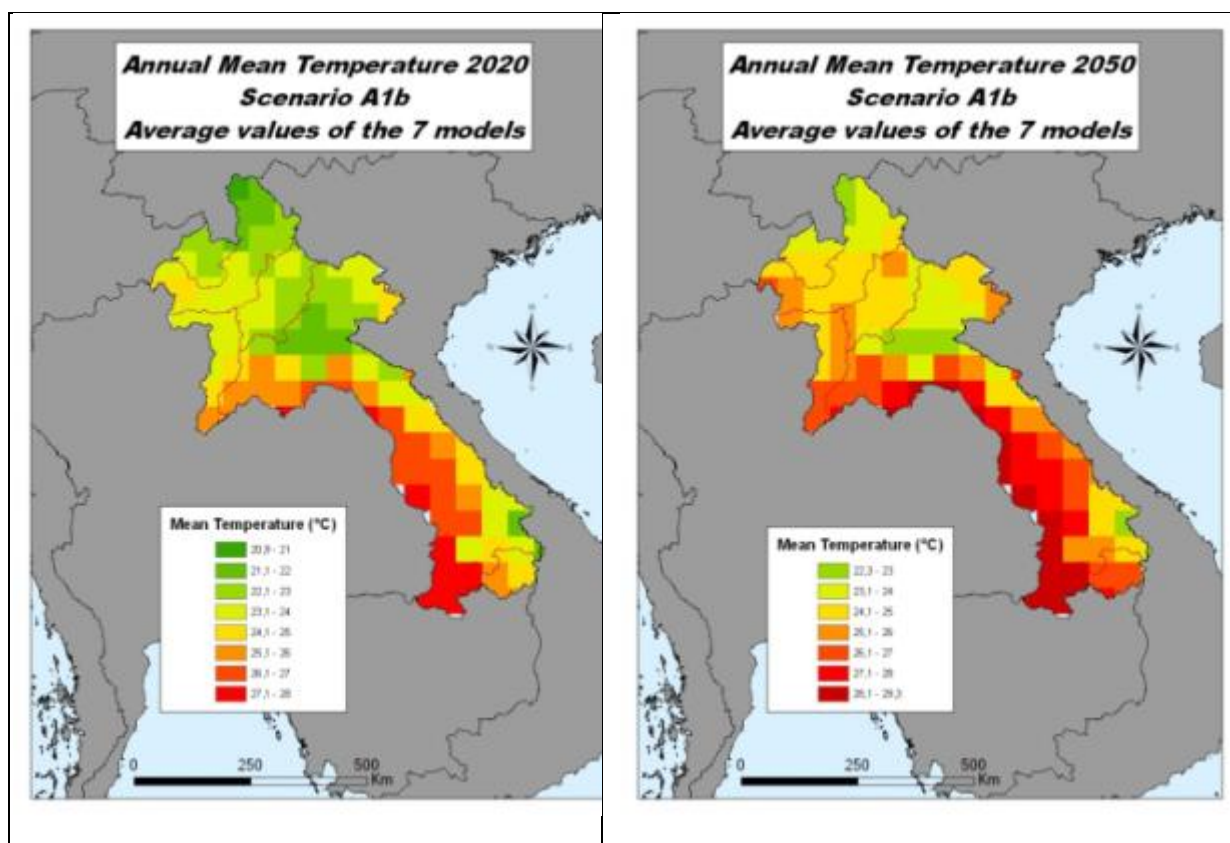 Annual Mean Temperature 2020
Scenario A1b
Average values of the 7 models
Mean Temperature (°C)
20,9 - 21
21,1 - 22
22,1 - 23
23,1 - 24
24,1 - 25
25,1 - 26
26,1 - 27
27,1 - 28
0 250 500
Km
Annual Mean Temperature 2050
Scenario A1b
Average values of the 7 models
Mean Temperature (°C)
22,3 - 23
23,1 - 24
24,1 - 25
25,1 - 26
26,1 - 27
27,1 - 28
28,1 - 29,3
0 250 500
Km